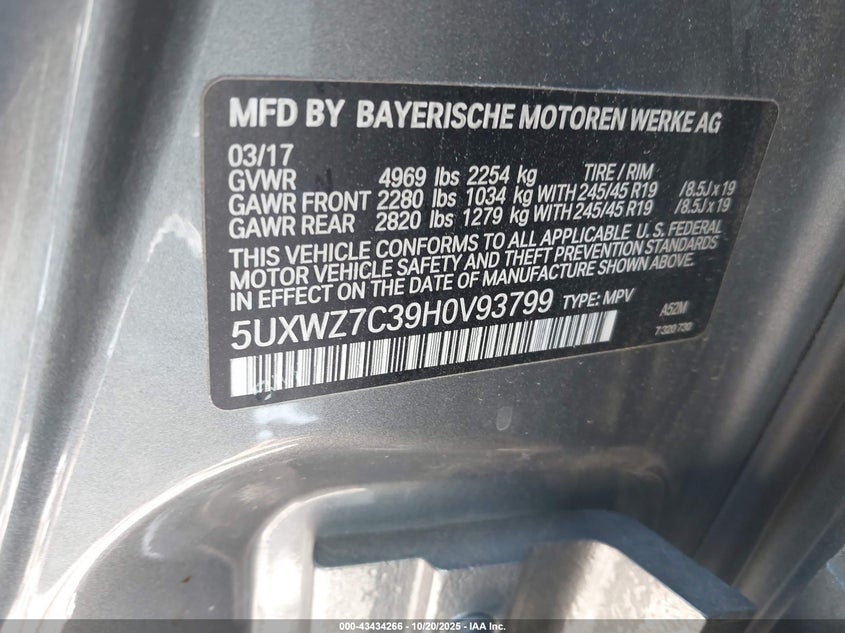 MFD BY BAYERISCHE MOTOREN WERKE AG
03/17 TIRE / RIM
GVWR 4969 lbs 2254 kg
GAWR FRONT 2280 lbs 1034 kg WITH 245/45 R19 /8.5J x 19
GAWR REAR 2820 lbs 1279 kg WITH 245/45 R19 /8.5J x 19
THIS VEHICLE CONFORMS TO ALL APPLICABLE U. S. FEDERAL
MOTOR VEHICLE SAFETY AND THEFT PREVENTION STANDARDS
IN EFFECT ON THE DATE OF MANUFACTURE SHOWN ABOVE.
5UXWZ7C39H0V93799 TYPE: MPV A52M
7 320 730
000-43434266 - 10/20/2025 - IAA Inc.